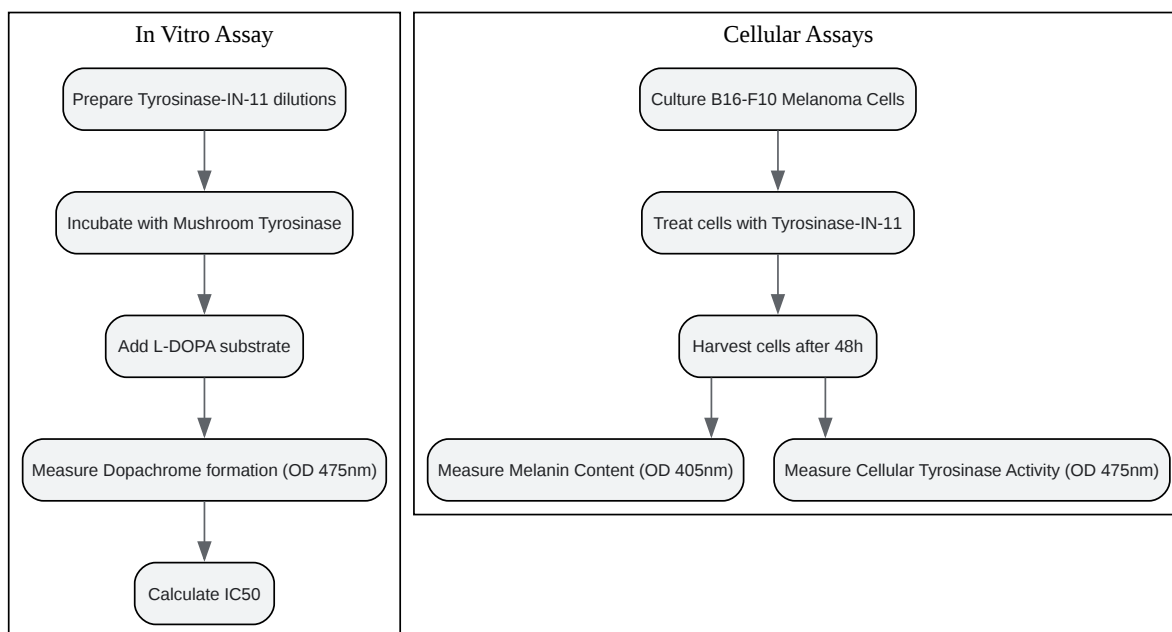 In Vitro Assay
Prepare Tyrosinase-IN-11 dilutions
Incubate with Mushroom Tyrosinase
Add L-DOPA substrate
Measure Dopachrome formation (OD 475nm)
Calculate IC50
Cellular Assays
Culture B16-F10 Melanoma Cells
Treat cells with Tyrosinase-IN-11
Harvest cells after 48h
Measure Melanin Content (OD 405nm)
Measure Cellular Tyrosinase Activity (OD 475nm)